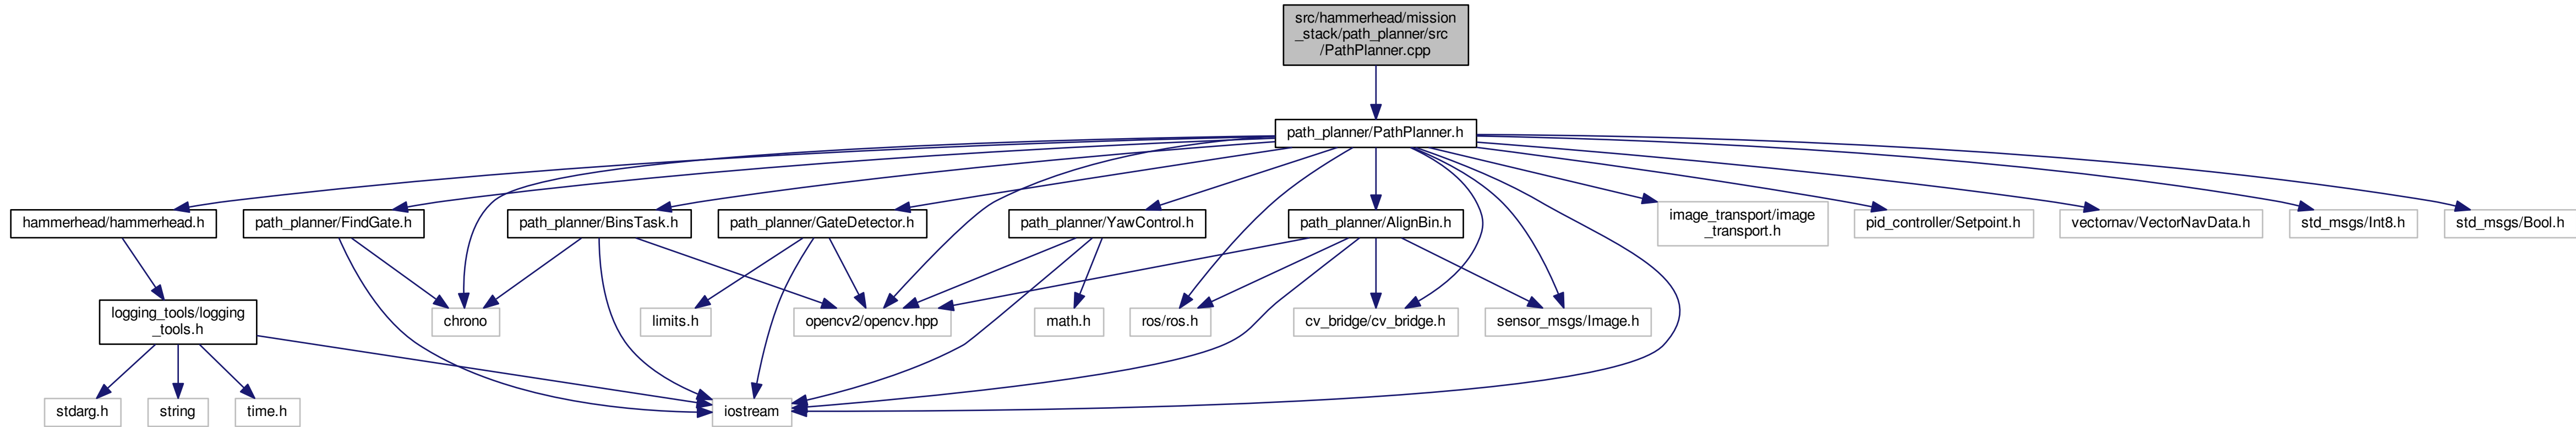 src/hammerhead/mission
_stack/path_planner/src
/PathPlanner.cpp
path_planner/PathPlanner.h
hammerhead/hammerhead.h
path_planner/FindGate.h
path_planner/BinsTask.h
path_planner/GateDetector.h
path_planner/YawControl.h
path_planner/AlignBin.h
image_transport/image
_transport.h
pid_controller/Setpoint.h
vectornav/VectorNavData.h
std_msgs/Int8.h
std_msgs/Bool.h
logging_tools/logging
_tools.h
chrono
limits.h
opencv2/opencv.hpp
math.h
ros/ros.h
cv_bridge/cv_bridge.h
sensor_msgs/Image.h
stdarg.h
string
time.h
iostream